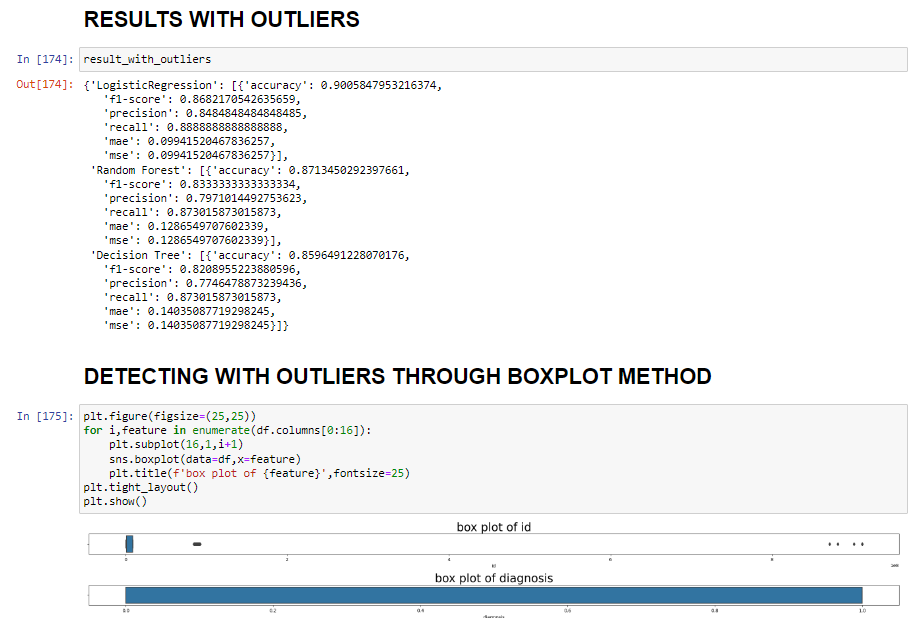 RESULTS WITH OUTLIERS
In [174]: result_with_outliers
Out[174]: {'LogisticRegression': [{'accuracy': 0.9005847953216374,
'f1-score': 0.8682170542635659,
'precision': 0.8484848484848485,
'recall': 0.8888888888888888,
'mae': 0.09941520467836257,
'mse': 0.09941520467836257}],
'Random Forest': [{'accuracy': 0.8713450292397661,
'f1-score': 0.8333333333333334,
'precision': 0.7971014492753623,
'recall': 0.873015873015873,
'mae': 0.1286549707602339,
'mse': 0.1286549707602339}],
'Decision Tree': [{'accuracy': 0.8596491228070176,
'f1-score': 0.8208955223880596,
'precision': 0.7746478873239436,
'recall': 0.873015873015873,
'mae': 0.14035087719298245,
'mse': 0.14035087719298245}]}
DETECTING WITH OUTLIERS THROUGH BOXPLOT METHOD
In [175]: plt.figure(figsize=(25,25))
for i,feature in enumerate(df.columns[0:16]):
plt.subplot(16,1,i+1)
sns.boxplot(data=df,x=feature)
plt.title(f'box plot of {feature}',fontsize=25)
plt.tight_layout()
plt.show()
box plot of id
0 2 4 6 8
id
box plot of diagnosis
0.0 0.2 0.4 0.6 0.8 1.0
diagnosis